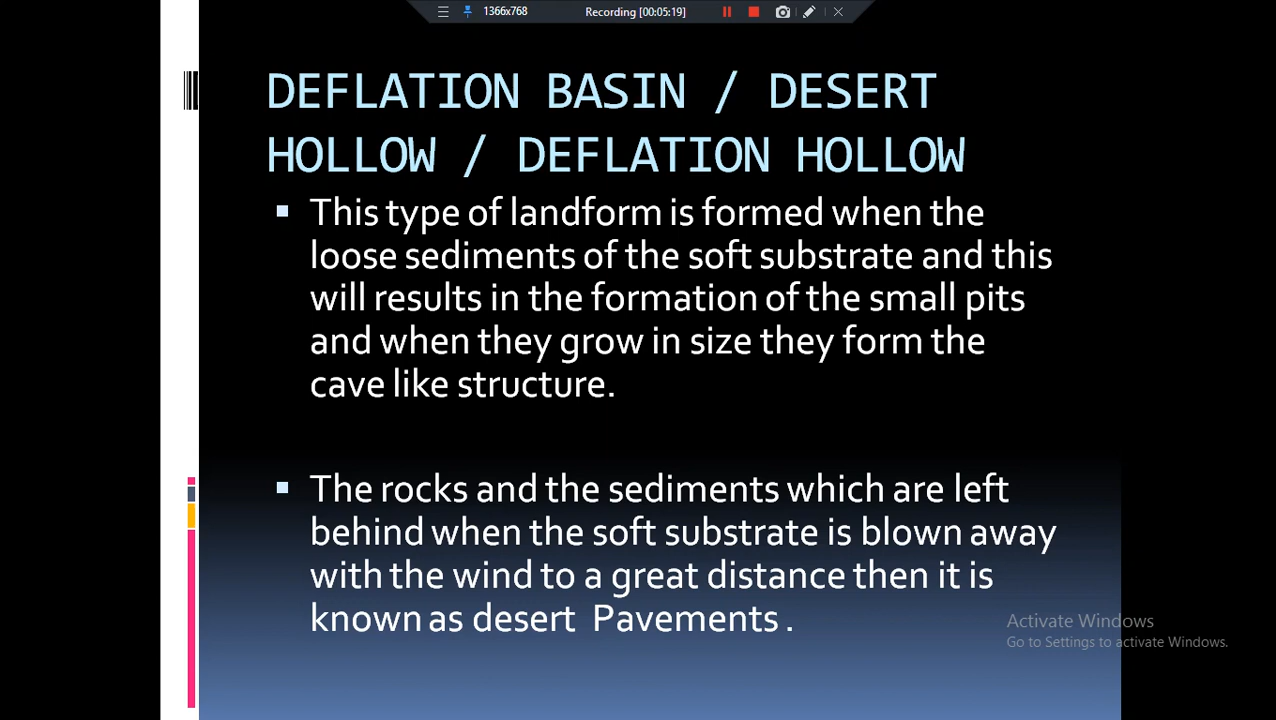 1366x768 Recording [00:05:19]
DEFLATION BASIN / DESERT
HOLLOW / DEFLATION HOLLOW
This type of landform is formed when the
loose sediments of the soft substrate and this
will results in the formation of the small pits
and when they grow in size they form the
cave like structure.
The rocks and the sediments which are left
behind when the soft substrate is blown away
with the wind to a great distance then it is
known as desert Pavements .
Activate Windows
Go to Settings to activate Windows.